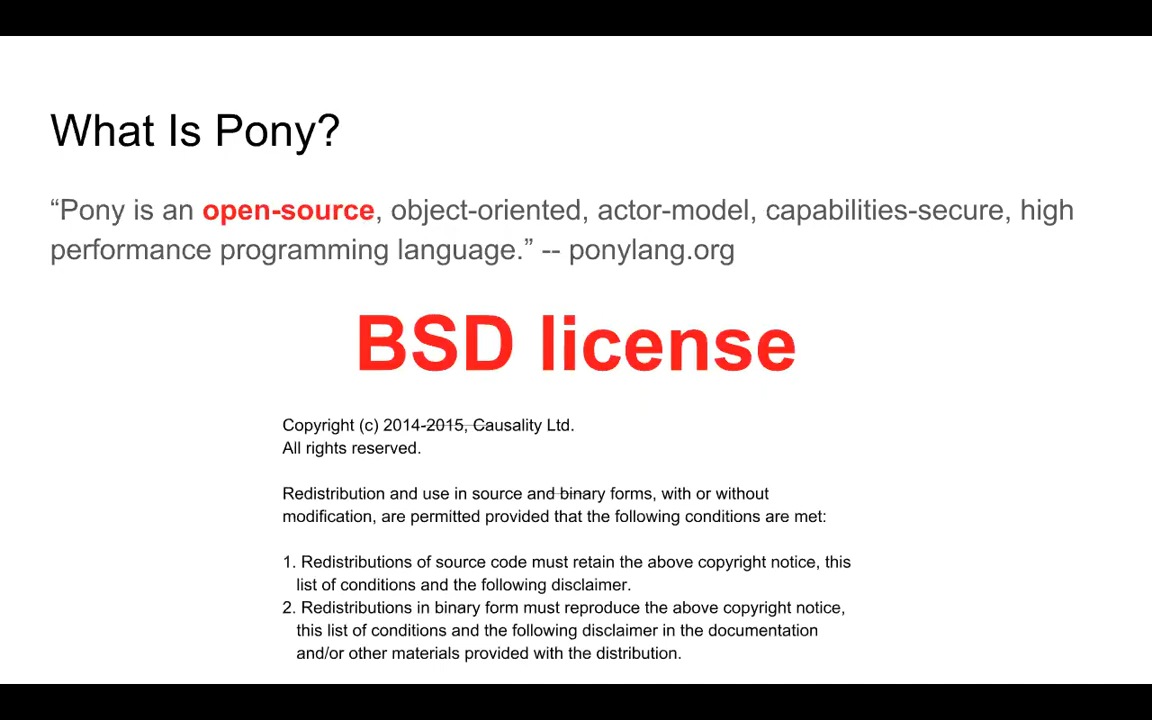 What Is Pony?
“Pony is an open-source, object-oriented, actor-model, capabilities-secure, high
performance programming language.” -- ponylang.org
BSD license
Copyright (c) 2014-2015, Causality Ltd.
All rights reserved.
Redistribution and use in source and binary forms, with or without
modification, are permitted provided that the following conditions are met:
1. Redistributions of source code must retain the above copyright notice, this
list of conditions and the following disclaimer.
2. Redistributions in binary form must reproduce the above copyright notice,
this list of conditions and the following disclaimer in the documentation
and/or other materials provided with the distribution.